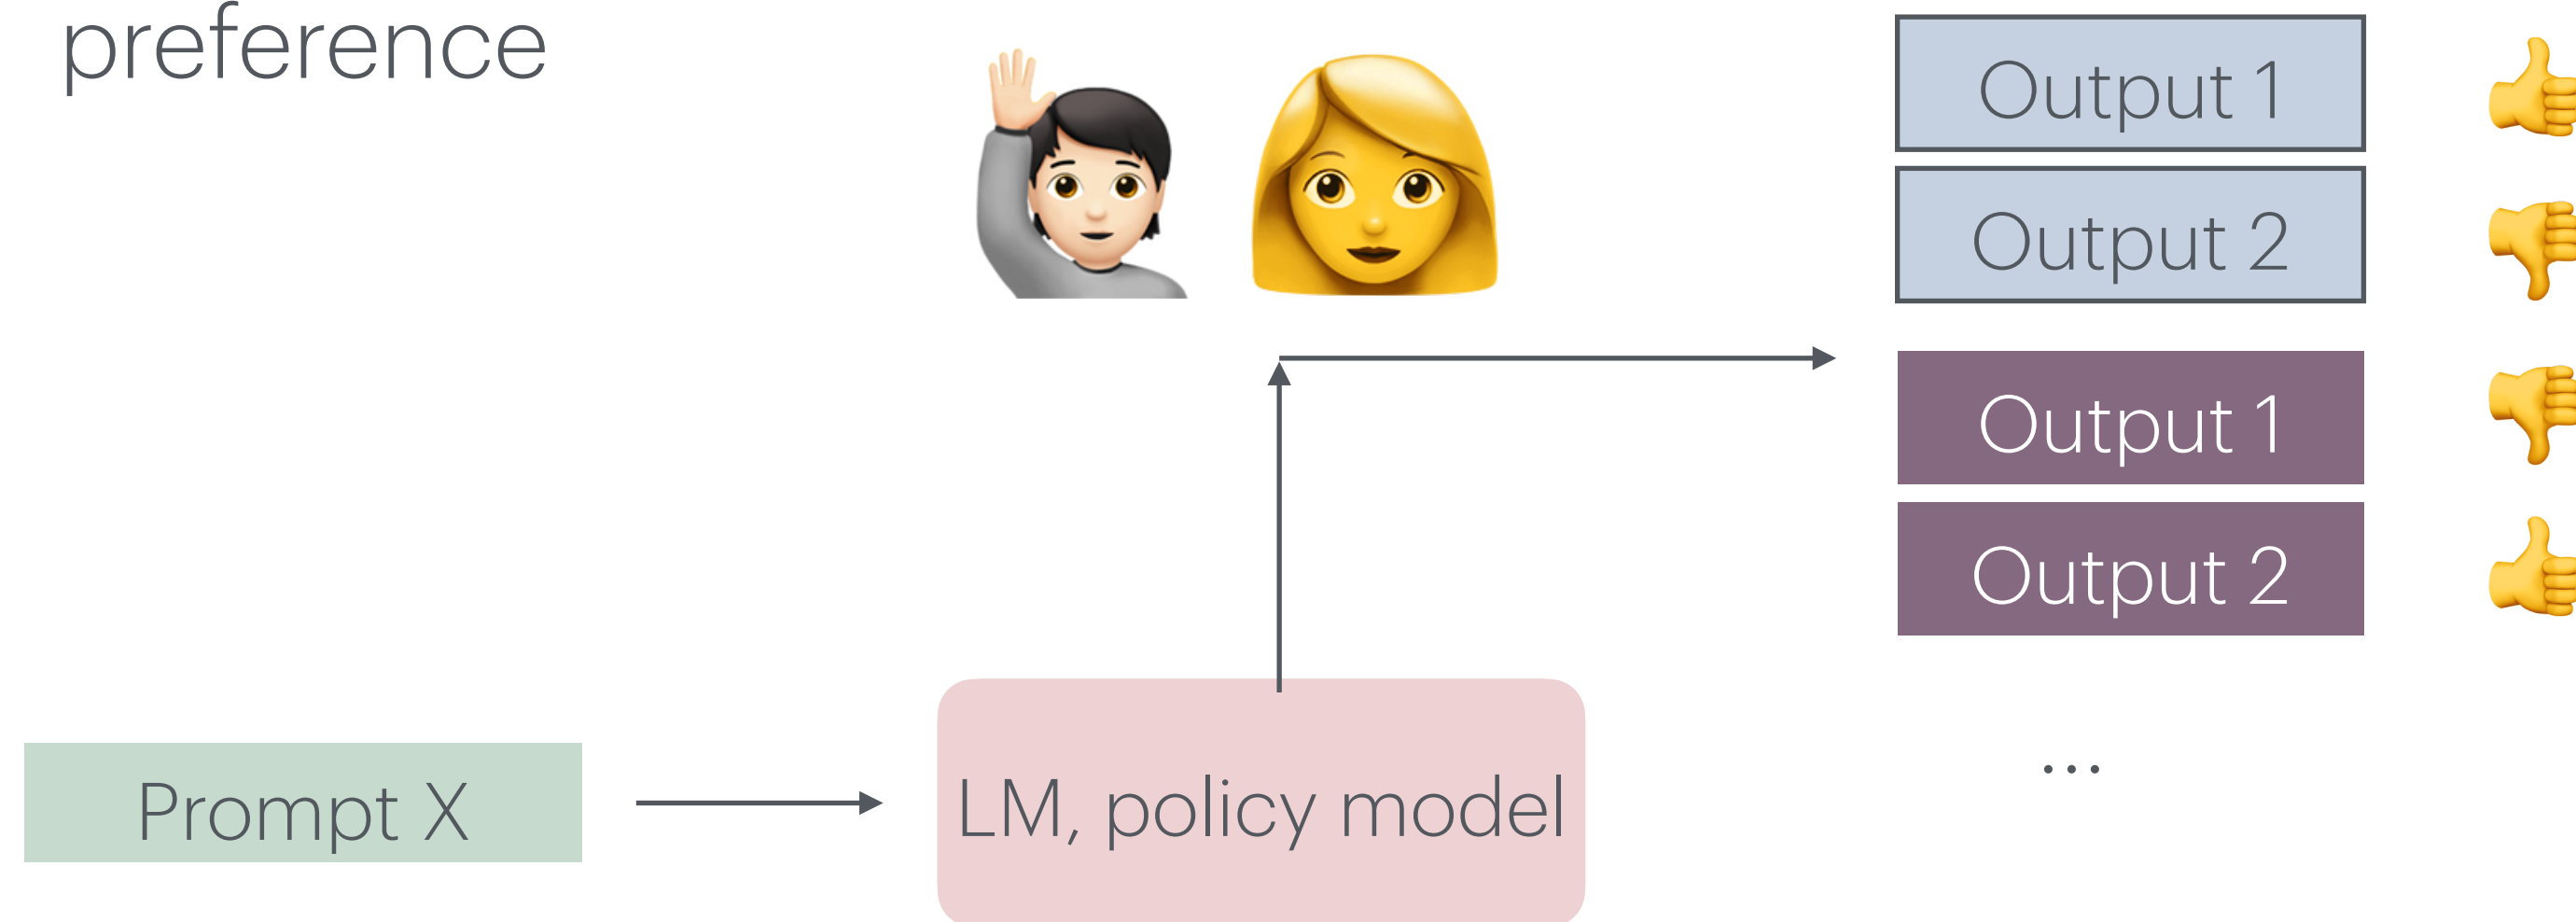 preference
Output 1
Output 2
Output 1
Output 2
...
Prompt X
LM, policy model